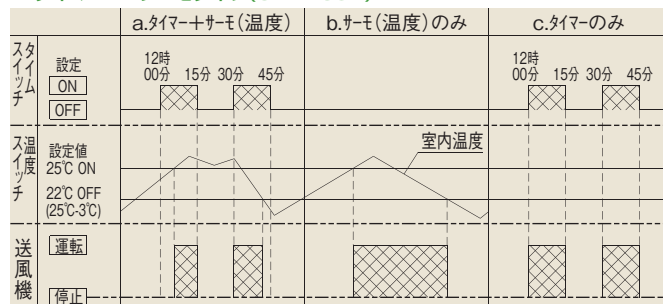 a.ﾀｲﾏｰ+ｻｰﾓ(温度)
b.ｻｰﾓ(温度)のみ
c.ﾀｲﾏｰのみ
タイムスイッチ
設定
ON
OFF
12時
00分 15分 30分 45分
12時
00分 15分 30分 45分
温度スイッチ
設定値
25℃ ON
22℃ OFF
(25℃-3℃)
室内温度
送風機
運転
停止